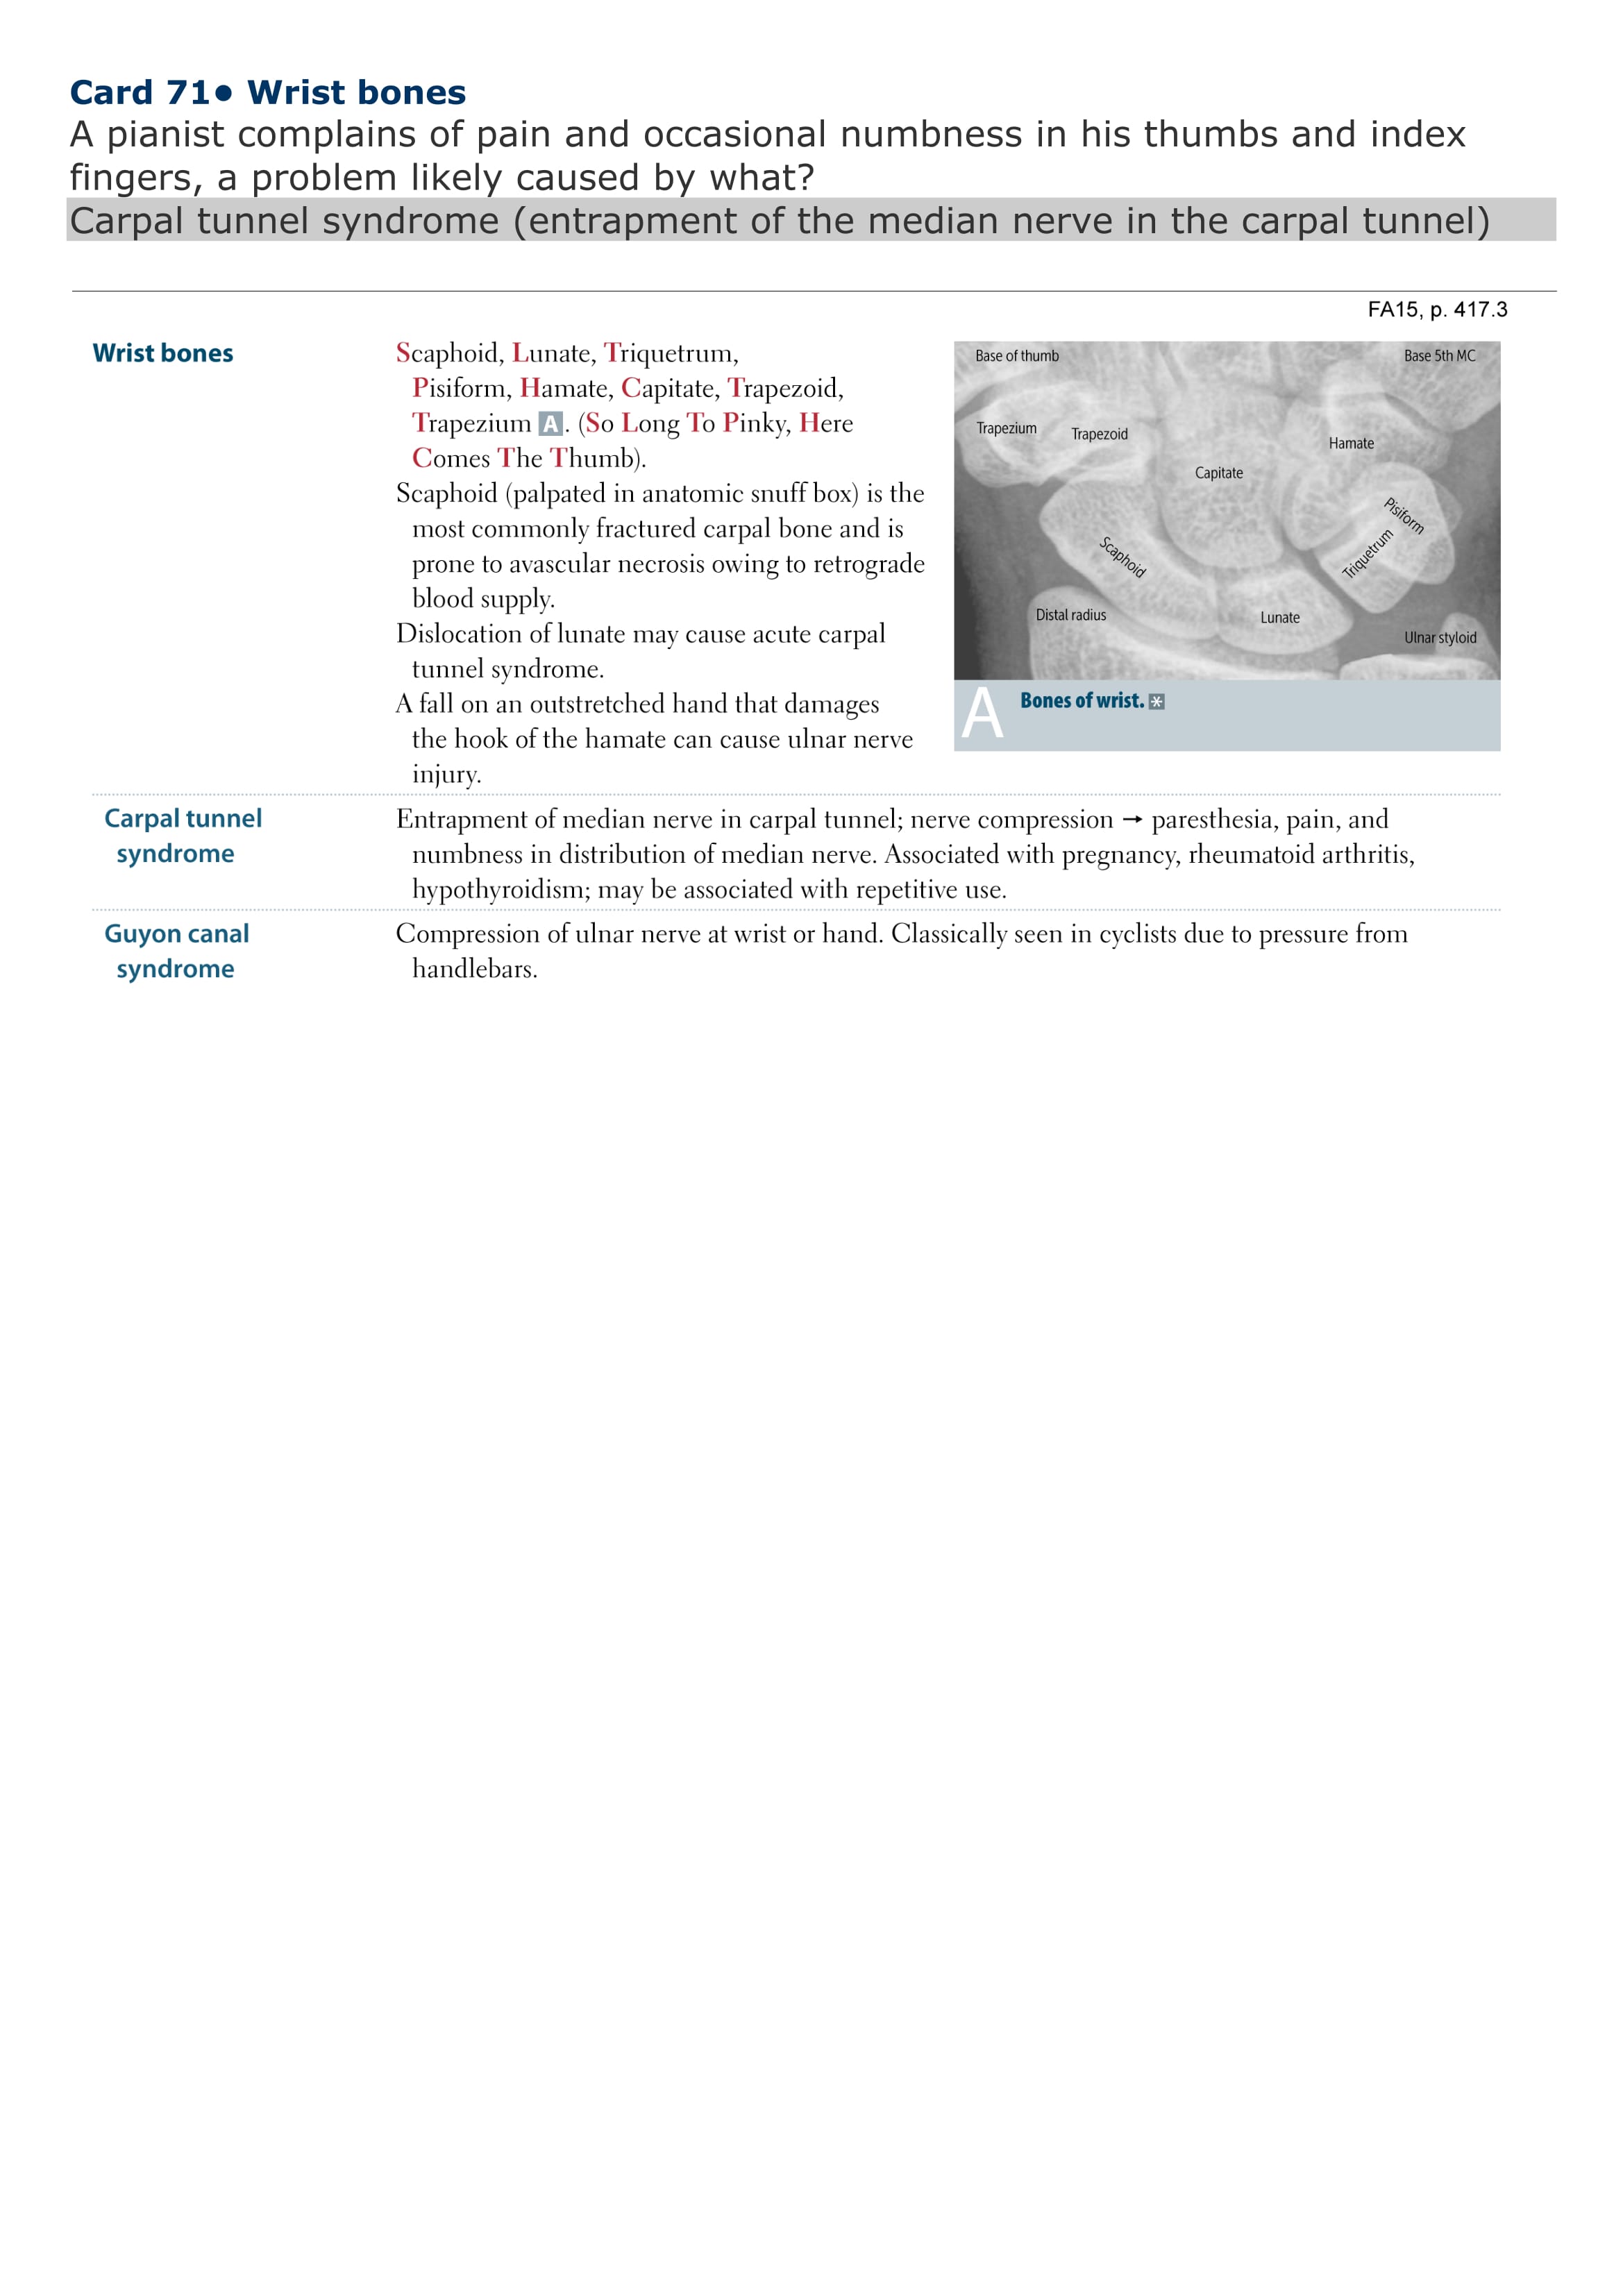 Card 71● Wrist bones
A pianist complains of pain and occasional numbness in his thumbs and index
fingers, a problem likely caused by what?
Carpal tunnel syndrome (entrapment of the median nerve in the carpal tunnel)
FA15, p. 417.3
Wrist bones
Scaphoid, Lunate, Triquetrum,
Pisiform, Hamate, Capitate, Trapezoid,
Trapezium A. (So Long To Pinky, Here
Comes The Thumb).
Scaphoid (palpated in anatomic snuff box) is the
most commonly fractured carpal bone and is
prone to avascular necrosis owing to retrograde
blood supply.
Dislocation of lunate may cause acute carpal
tunnel syndrome.
A fall on an outstretched hand that damages
the hook of the hamate can cause ulnar nerve
injury.
Base of thumb
Base 5th MC
Trapezium
Trapezoid
Hamate
Capitate
Pisiform
Scaphoid
Triquetrum
Distal radius
Lunate
Ulnar styloid
A
Bones of wrist. *
Carpal tunnel
syndrome
Entrapment of median nerve in carpal tunnel; nerve compression → paresthesia, pain, and
numbness in distribution of median nerve. Associated with pregnancy, rheumatoid arthritis,
hypothyroidism; may be associated with repetitive use.
Guyon canal
syndrome
Compression of ulnar nerve at wrist or hand. Classically seen in cyclists due to pressure from
handlebars.